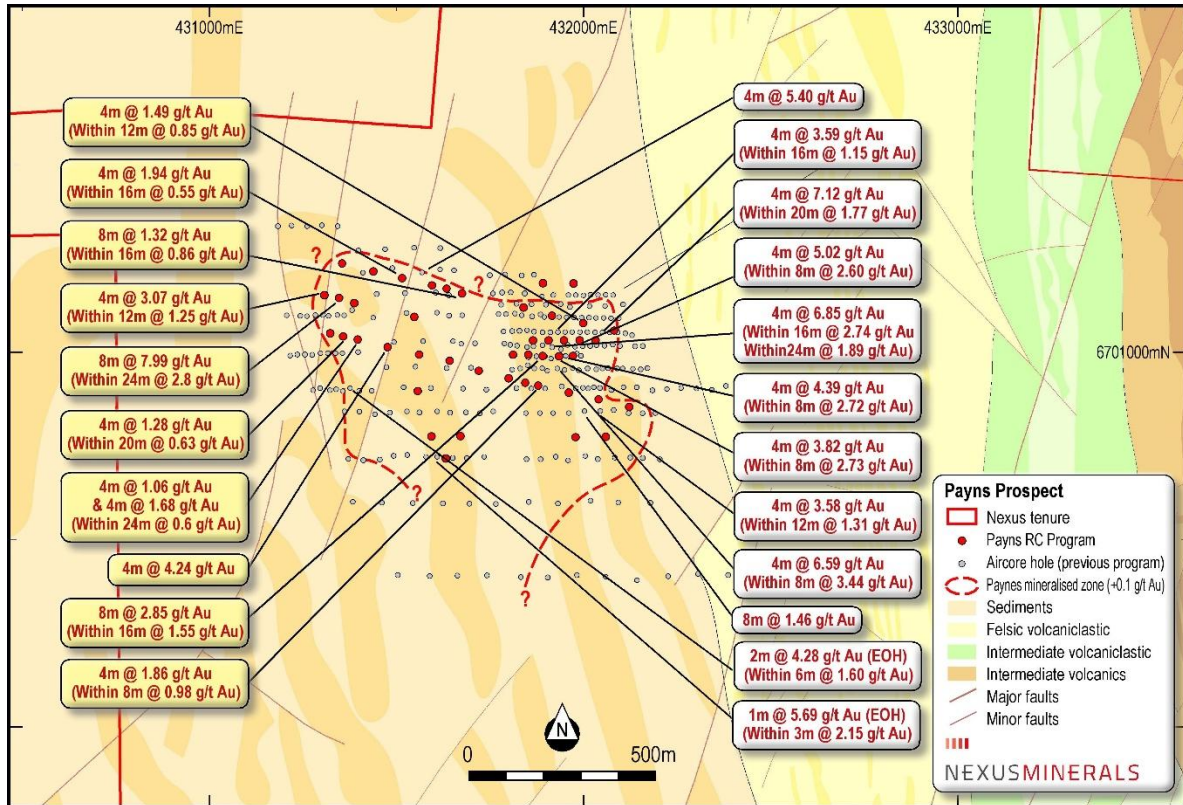 431000mE
432000mE
433000mE
4m @ 1.49 g/t Au
(Within 12m @ 0.85 g/t Au)
4m @ 1.94 g/t Au
(Within 16m @ 0.55 g/t Au)
8m @ 1.32 g/t Au
(Within 16m @ 0.86 g/t Au)
4m @ 3.07 g/t Au
(Within 12m @ 1.25 g/t Au)
8m @ 7.99 g/t Au
(Within 24m @ 2.8 g/t Au)
4m @ 1.28 g/t Au
(Within 20m @ 0.63 g/t Au)
4m @ 1.06 g/t Au
& 4m @ 1.68 g/t Au
(Within 24m @ 0.6 g/t Au)
4m @ 4.24 g/t Au
8m @ 2.85 g/t Au
(Within 16m @ 1.55 g/t Au)
4m @ 1.86 g/t Au
(Within 8m @ 0.98 g/t Au)
?
?
?
?
4m @ 5.40 g/t Au
4m @ 3.59 g/t Au
(Within 16m @ 1.15 g/t Au)
4m @ 7.12 g/t Au
(Within 20m @ 1.77 g/t Au)
4m @ 5.02 g/t Au
(Within 8m @ 2.60 g/t Au)
4m @ 6.85 g/t Au
(Within 16m @ 2.74 g/t Au
Within24m @ 1.89 g/t Au)
4m @ 4.39 g/t Au
(Within 8m @ 2.72 g/t Au)
4m @ 3.82 g/t Au
(Within 8m @ 2.73 g/t Au)
4m @ 3.58 g/t Au
(Within 12m @ 1.31 g/t Au)
4m @ 6.59 g/t Au
(Within 8m @ 3.44 g/t Au)
8m @ 1.46 g/t Au
2m @ 4.28 g/t Au (EOH)
(Within 6m @ 1.60 g/t Au)
1m @ 5.69 g/t Au (EOH)
(Within 3m @ 2.15 g/t Au)
6701000mN
N
0 500m
Payns Prospect
Nexus tenure
Payns RC Program
Aircore hole (previous program)
Paynes mineralised zone (+0.1 g/t Au)
Sediments
Felsic volcaniclastic
Intermediate volcaniclastic
Intermediate volcanics
Major faults
Minor faults
NEXUSMINERALS